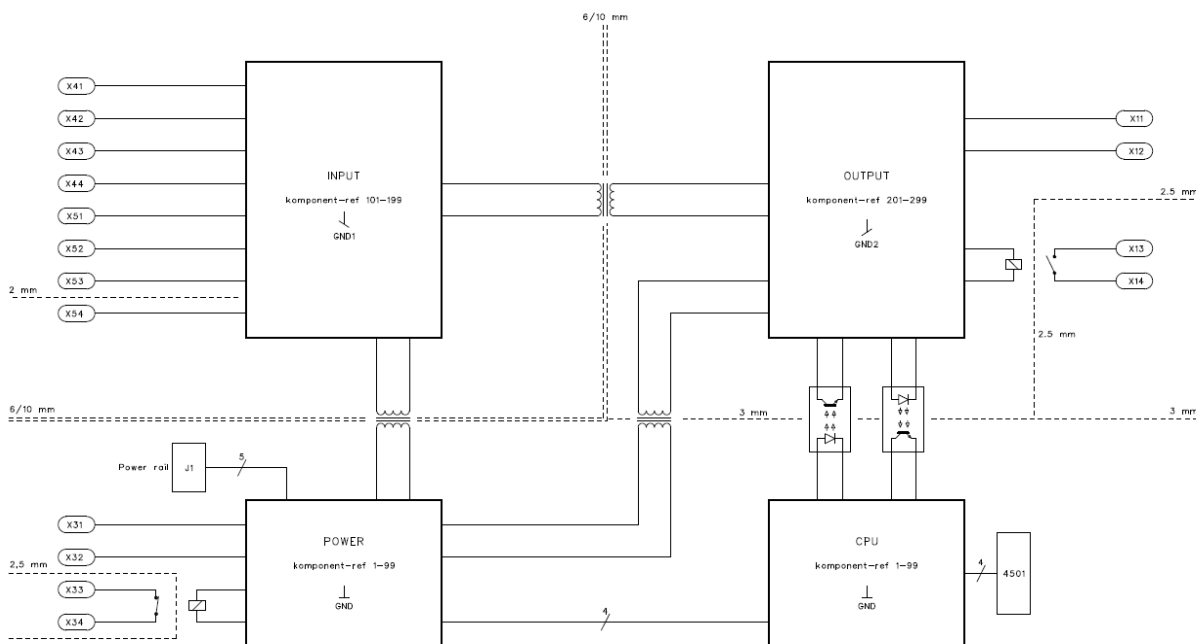 6/10 mm
X41
X42
X43
X44
X51
X52
X53
2 mm
X54
INPUT
komponent-ref 101-199
GND1
OUTPUT
komponent-ref 201-299
GND2
X11
X12
2.5 mm
X13
X14
2.5 mm
6/10 mm
3 mm
3 mm
Power rail
J1
5
X31
X32
2,5 mm
X33
X34
POWER
komponent-ref 1-99
GND
4
CPU
komponent-ref 1-99
GND
4
4501